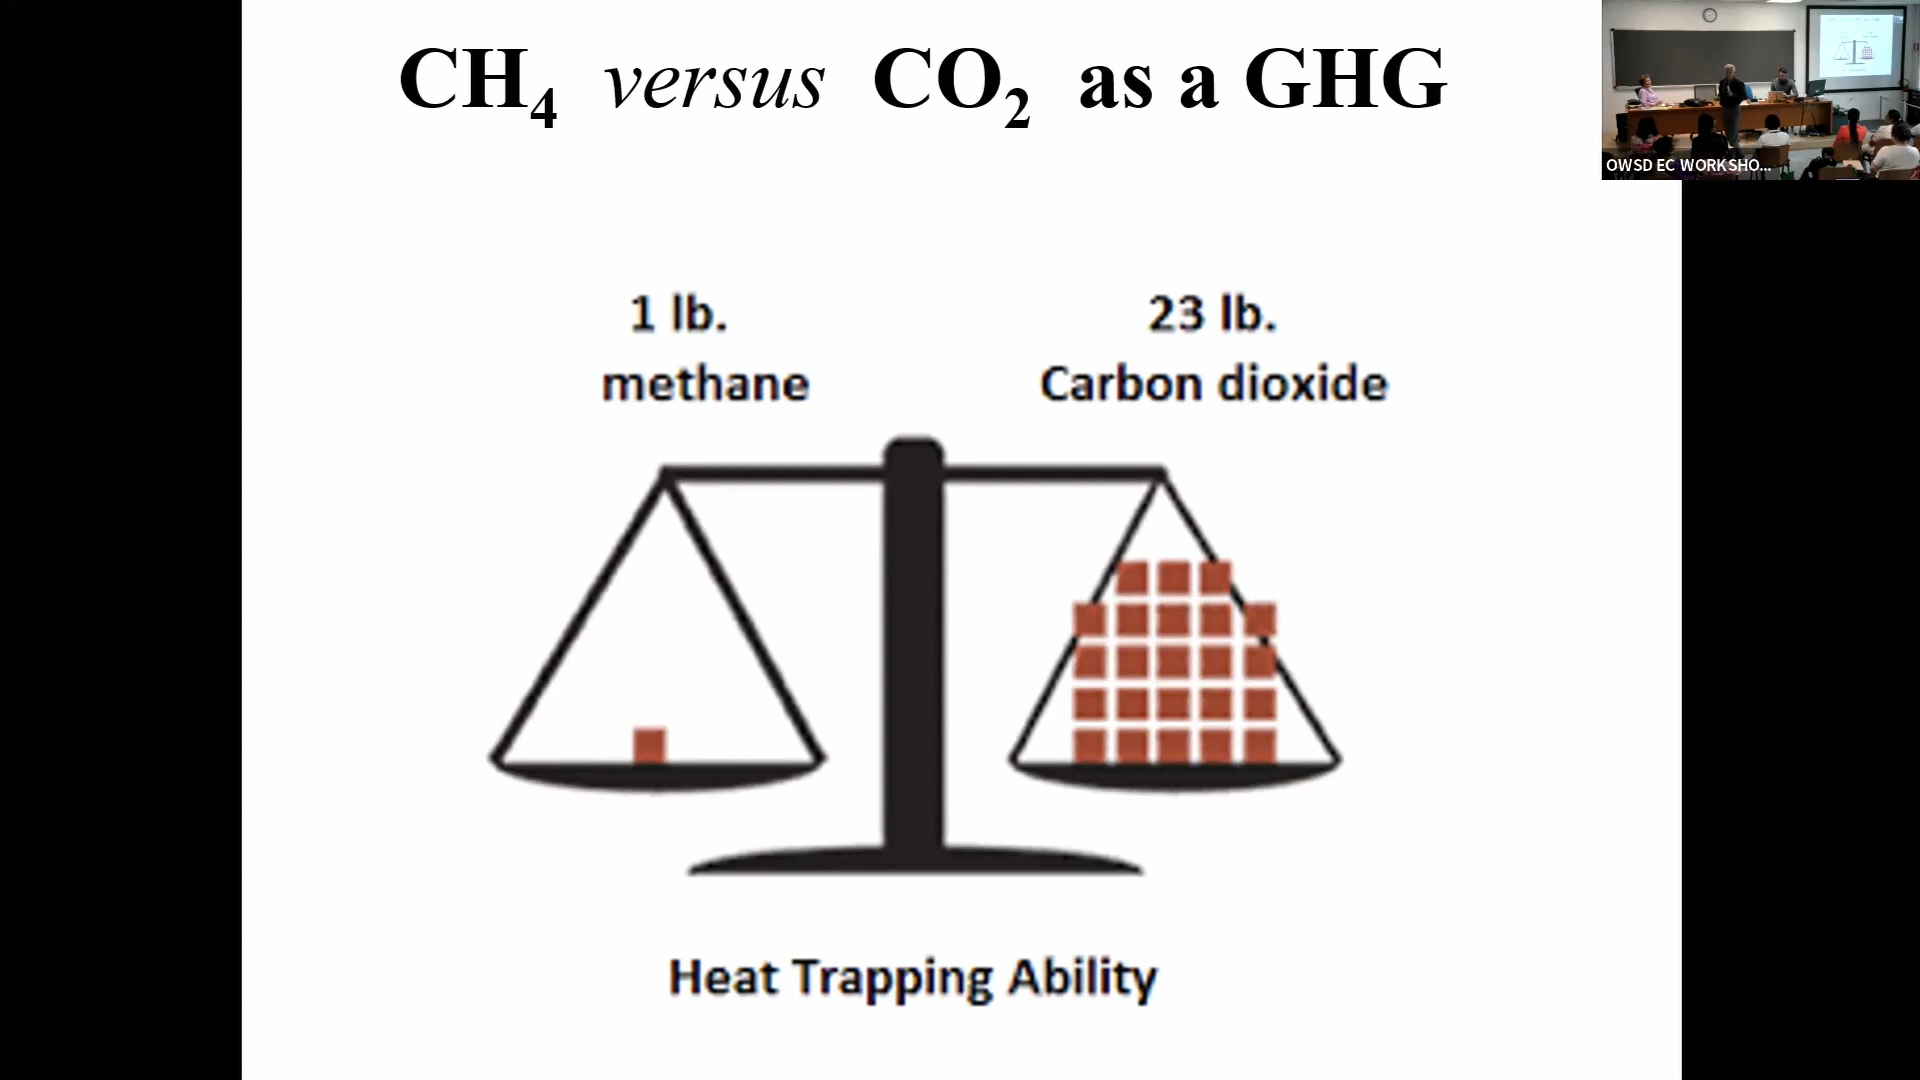 CH4 versus CO2 as a GHG
OWSD EC WORKSHO...
1 lb.
methane
23 lb.
Carbon dioxide
Heat Trapping Ability